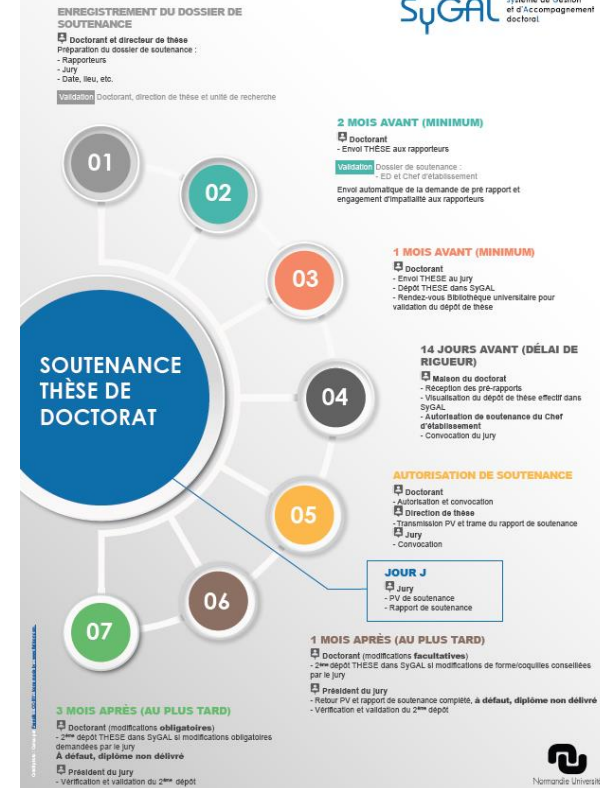 ENREGISTREMENT DU DOSSIER DE
SOUTENANCE
Doctorant et directeur de thèse
Préparation du dossier de soutenance :
- Rapporteurs
- Jury
- Date, lieu, etc.
Validation Doctorant, direction de thèse et unité de recherche
SyGAL
Système de Gestion
et d'Accompagnement
doctoral
2 MOIS AVANT (MINIMUM)
Doctorant
- Envoi THÈSE aux rapporteurs
Validation Dossier de soutenance :
- ED et Chef d'établissement
Envoi automatique de la demande de pré rapport et
engagement d'impatialité aux rapporteurs
01
02
03
1 MOIS AVANT (MINIMUM)
Doctorant
- Envoi THESE au jury
- Dépôt THESE dans SyGAL
- Rendez-vous Bibliothèque universitaire pour
validation du dépôt de thèse
SOUTENANCE
THÈSE DE
DOCTORAT
04
14 JOURS AVANT (DÉLAI DE
RIGUEUR)
Maison du doctorat
- Réception des pré-rapports
- Visualisation du dépôt de thèse effectif dans
SyGAL
- Autorisation de soutenance du Chef
d'établissement
- Convocation du jury
05
AUTORISATION DE SOUTENANCE
Doctorant
- Autorisation et convocation
Direction de thèse
- Transmission PV et trame du rapport de soutenance
Jury
- Convocation
JOUR J
Jury
- PV de soutenance
- Rapport de soutenance
06
1 MOIS APRÈS (AU PLUS TARD)
Doctorant (modifications facultatives)
- 2ème dépôt THESE dans SyGAL si modifications de forme/coquilles conseillées
par le jury
Président du jury
- Retour PV et rapport de soutenance complété, à défaut, diplôme non délivré
- Vérification et validation du 2ème dépôt
07
3 MOIS APRÈS (AU PLUS TARD)
Doctorant (modifications obligatoires)
- 2ème dépôt THESE dans SyGAL si modifications obligatoires
demandées par le jury
À défaut, diplôme non délivré
Président du jury
- Vérification et validation du 2ème dépôt
Normandie Université